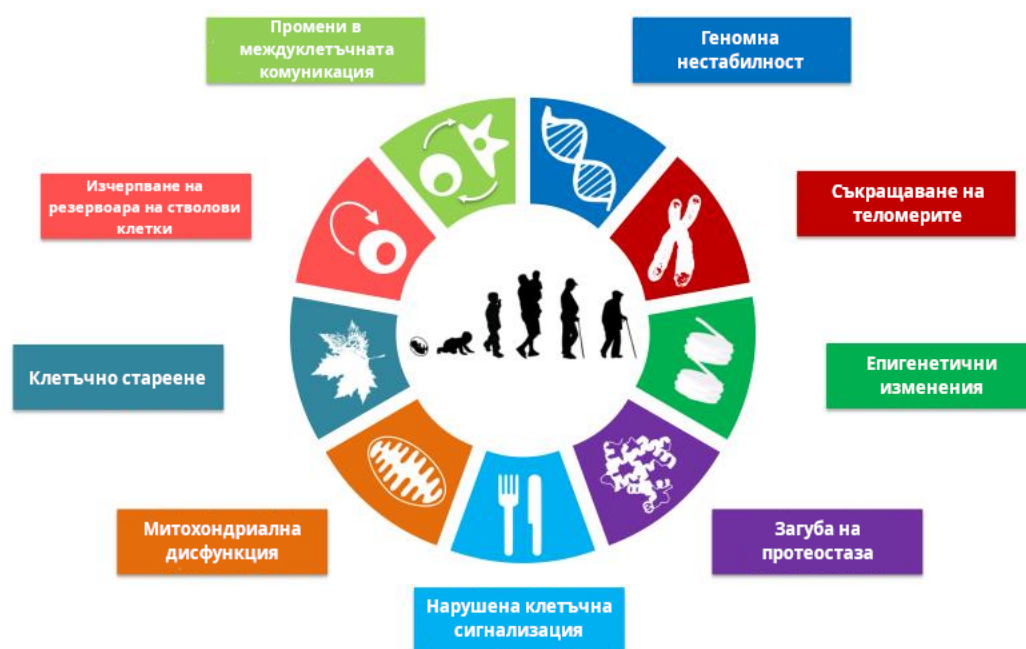 Промени в
междуклетъчната
комуникация
Геномна
нестабилност
Изчерпване на
резервоара на стволови
клетки
Съкращаване на
теломерите
Клетъчно стареене
Епигенетични
изменения
Митохондриална
дисфункция
Загуба на
протеостаза
Нарушена клетъчна
сигнализация